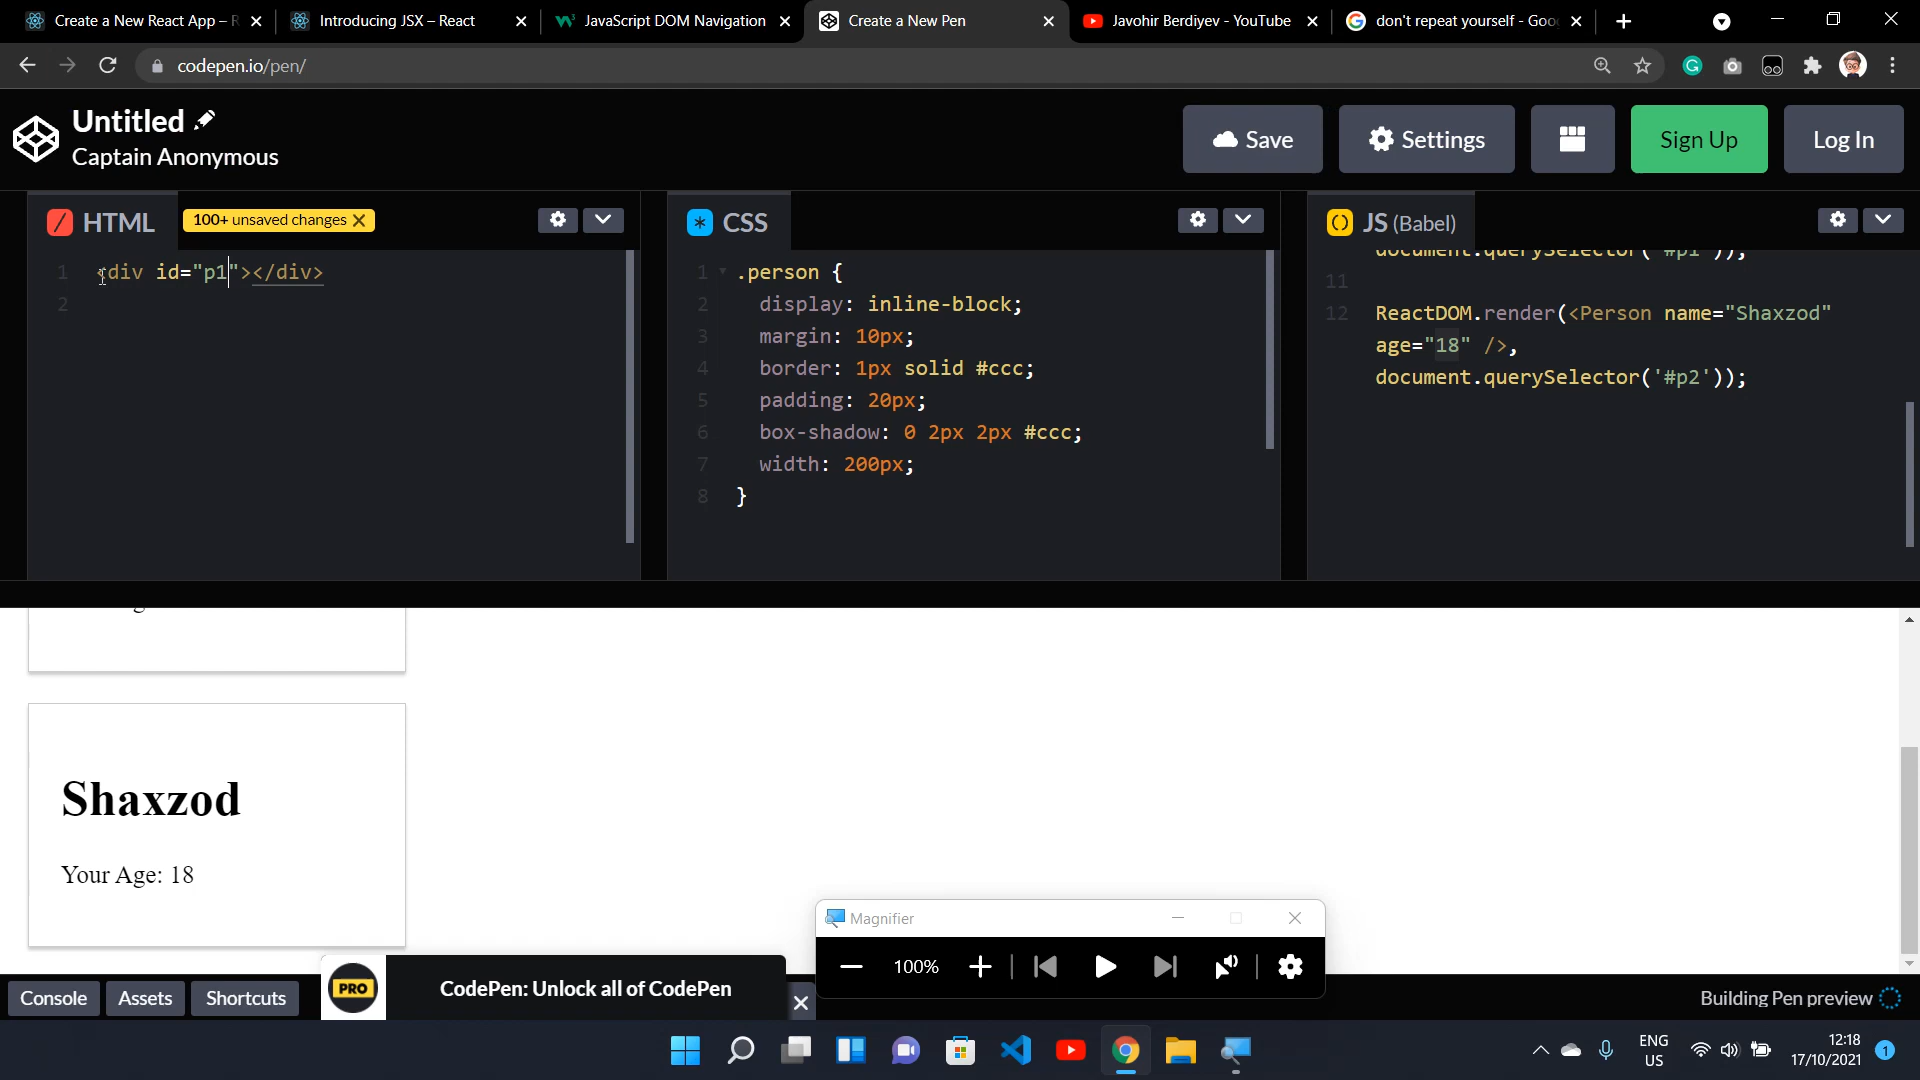 Create a New React App – R
Introducing JSX – React
JavaScript DOM Navigation
Create a New Pen
Javohir Berdiyev - YouTube
don't repeat yourself - Goo
codepen.io/pen/
Untitled
Captain Anonymous
Save
Settings
Sign Up
Log In
HTML
100+ unsaved changes
1 <div id="p1"></div>
2
CSS
1 .person {
2 display: inline-block;
3 margin: 10px;
4 border: 1px solid #ccc;
5 padding: 20px;
6 box-shadow: 0 2px 2px #ccc;
7 width: 200px;
8 }
JS (Babel)
document.querySelector('#p1'));
11
12 ReactDOM.render(<Person name="Shaxzod"
age="18" />,
document.querySelector('#p2'));
Shaxzod
Your Age: 18
Magnifier
100%
Console
Assets
Shortcuts
PRO
CodePen: Unlock all of CodePen
Building Pen preview
ENG
US
12:18
17/10/2021
1